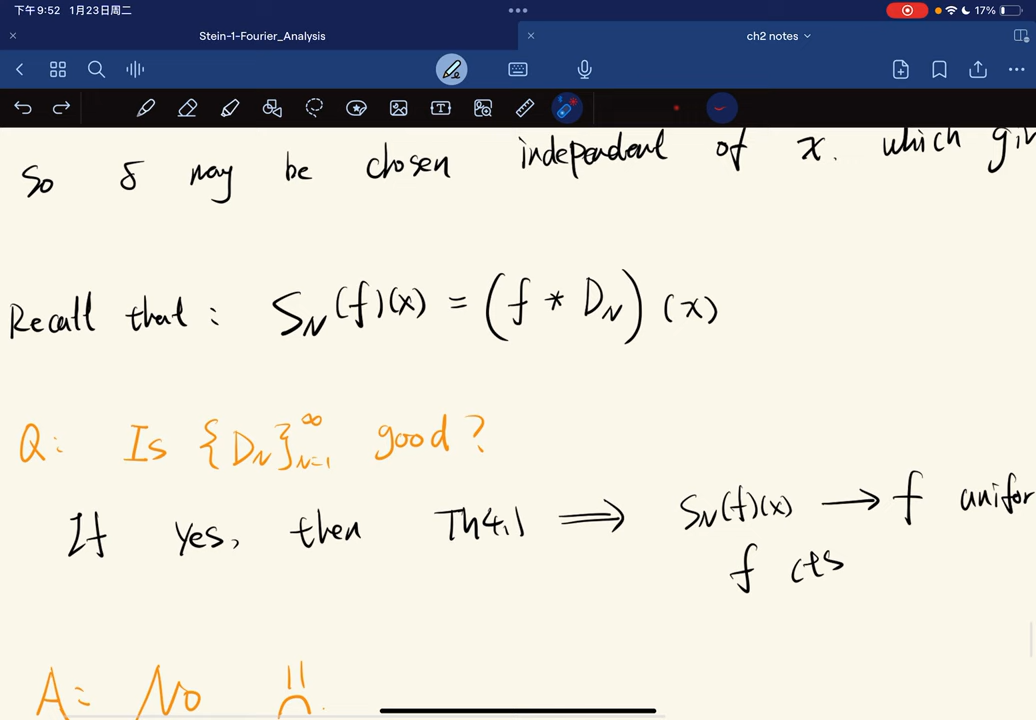 下午9:52 1月23日周二
17%
Stein-1-Fourier_Analysis
ch2 notes
So δ may be chosen independent of x. which giv
Recall that: S_N(f)(x) = (f * D_N)(x)
Q: Is {D_N}_{N=1}^∞ good?
If yes, then Th4.1 ⟹ S_N(f)(x) ⟶ f unifor
f cts
A: No